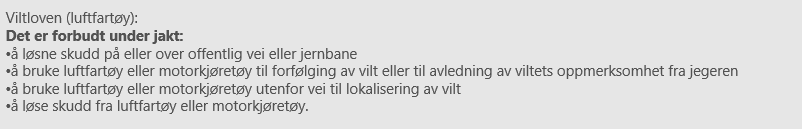 Viltloven (luftfartøy):
Det er forbudt under jakt:
•å løsne skudd på eller over offentlig vei eller jernbane
•å bruke luftfartøy eller motorkjøretøy til forfølging av vilt eller til avledning av viltets oppmerksomhet fra jegeren
•å bruke luftfartøy eller motorkjøretøy utenfor vei til lokalisering av vilt
•å løse skudd fra luftfartøy eller motorkjøretøy.